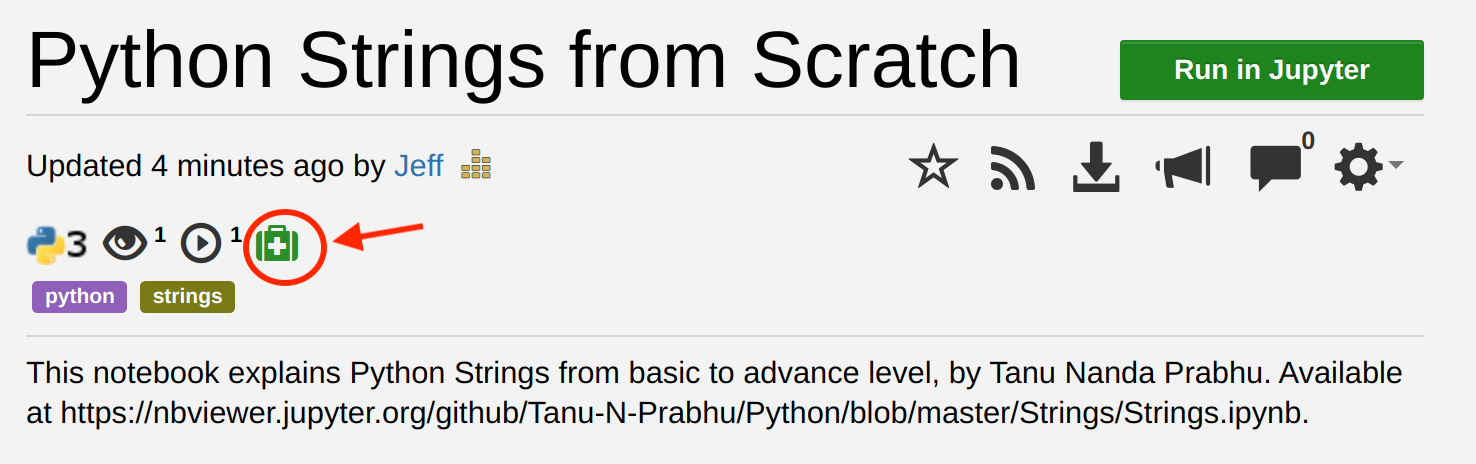 Python Strings from Scratch
Run in Jupyter
Updated 4 minutes ago by Jeff
0
3 1 1
python strings
This notebook explains Python Strings from basic to advance level, by Tanu Nanda Prabhu. Available
at https://nbviewer.jupyter.org/github/Tanu-N-Prabhu/Python/blob/master/Strings/Strings.ipynb.